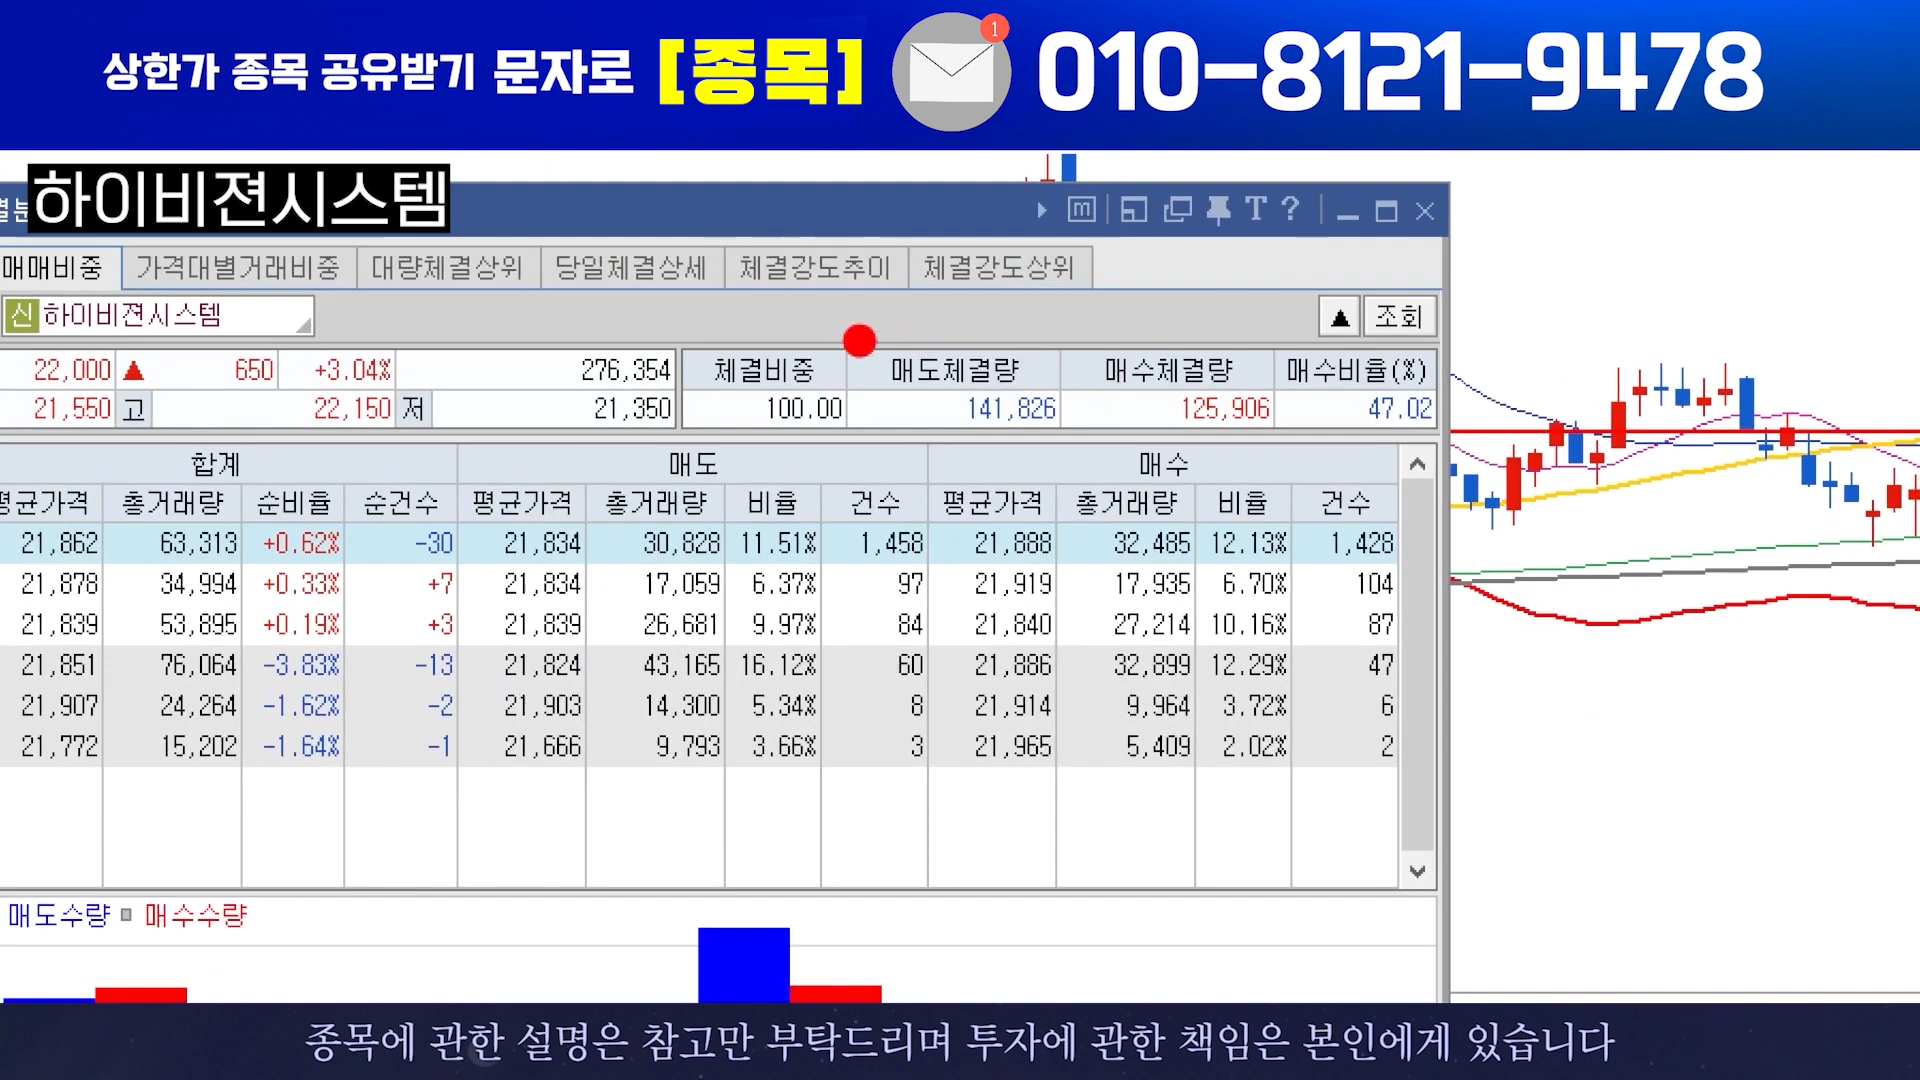 상한가 종목 공유받기 문자로 [종목] 1 010-8121-9478
하이비젼시스템
매매비중 가격대별거래비중 대량체결상위 당일체결상세 체결강도추이 체결강도상위
신 하이비젼시스템 ▲ 조회
22,000 ▲ 650 +3.04% 276,354 체결비중 매도체결량 매수체결량 매수비율(%)
21,550 고 22,150 저 21,350 100.00 141,826 125,906 47.02
합계 매도 매수
평균가격 총거래량 순비율 순건수 평균가격 총거래량 비율 건수 평균가격 총거래량 비율 건수
21,862 63,313 +0.62% -30 21,834 30,828 11.51% 1,458 21,888 32,485 12.13% 1,428
21,878 34,994 +0.33% +7 21,834 17,059 6.37% 97 21,919 17,935 6.70% 104
21,839 53,895 +0.19% +3 21,839 26,681 9.97% 84 21,840 27,214 10.16% 87
21,851 76,064 -3.83% -13 21,824 43,165 16.12% 60 21,886 32,899 12.29% 47
21,907 24,264 -1.62% -2 21,903 14,300 5.34% 8 21,914 9,964 3.72% 6
21,772 15,202 -1.64% -1 21,666 9,793 3.66% 3 21,965 5,409 2.02% 2
매도수량 매수수량
종목에 관한 설명은 참고만 부탁드리며 투자에 관한 책임은 본인에게 있습니다